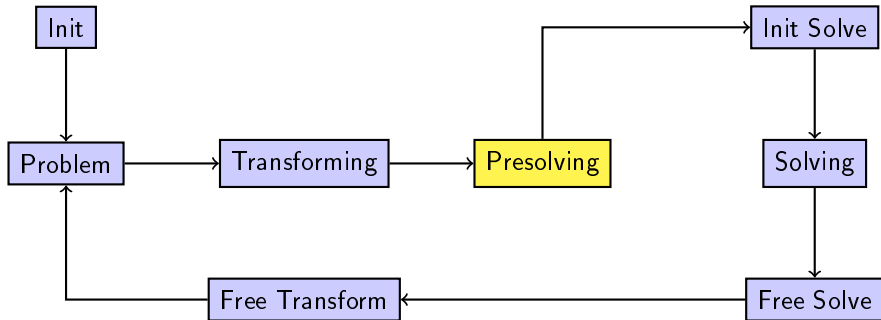 Init
Init Solve
Problem
Transforming
Presolving
Solving
Free Transform
Free Solve